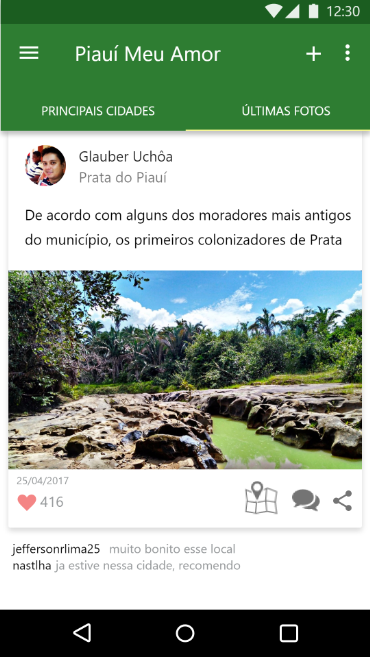 12:30
Piauí Meu Amor
PRINCIPAIS CIDADES
ÚLTIMAS FOTOS
Glauber Uchôa
Prata do Piauí
De acordo com alguns dos moradores mais antigos
do município, os primeiros colonizadores de Prata
25/04/2017
416
jeffersonrlima25 muito bonito esse local
nastlha ja estive nessa cidade, recomendo